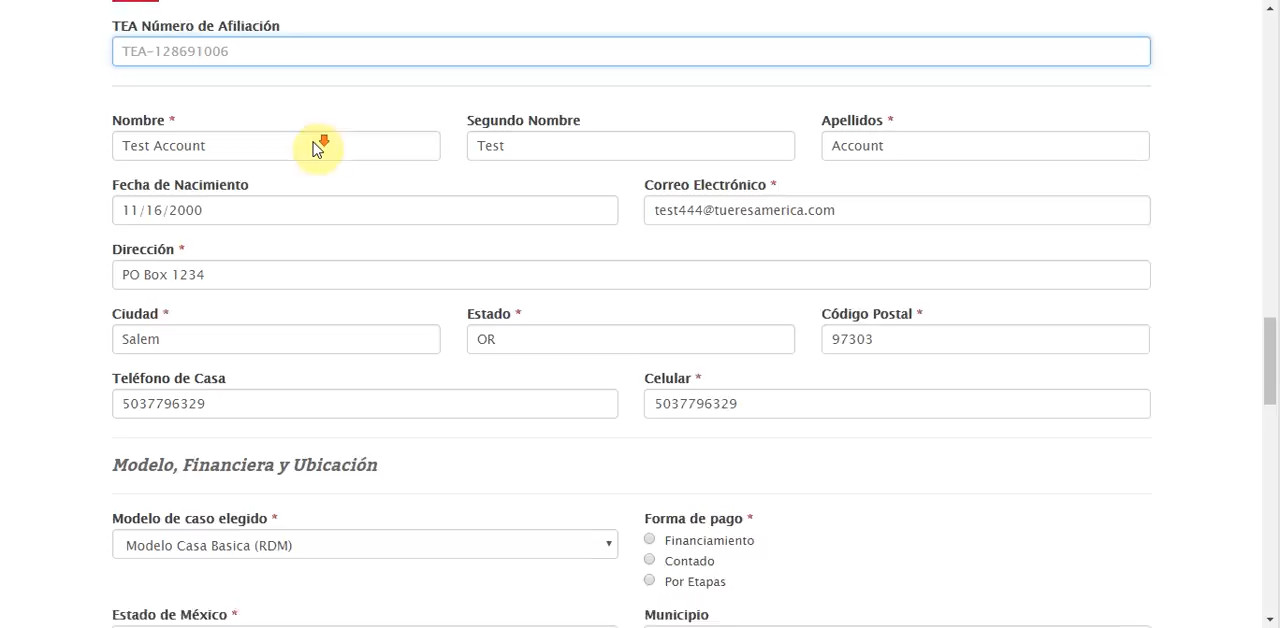 TEA Número de Afiliación
TEA-128691006
Nombre * Segundo Nombre Apellidos *
Test Account Test Account
Fecha de Nacimiento Correo Electrónico *
11/16/2000 test444@tueresamerica.com
Dirección *
PO Box 1234
Ciudad * Estado * Código Postal *
Salem OR 97303
Teléfono de Casa Celular *
5037796329 5037796329
Modelo, Financiera y Ubicación
Modelo de caso elegido * Forma de pago *
Modelo Casa Basica (RDM) Financiamiento
Contado
Por Etapas
Estado de México * Municipio